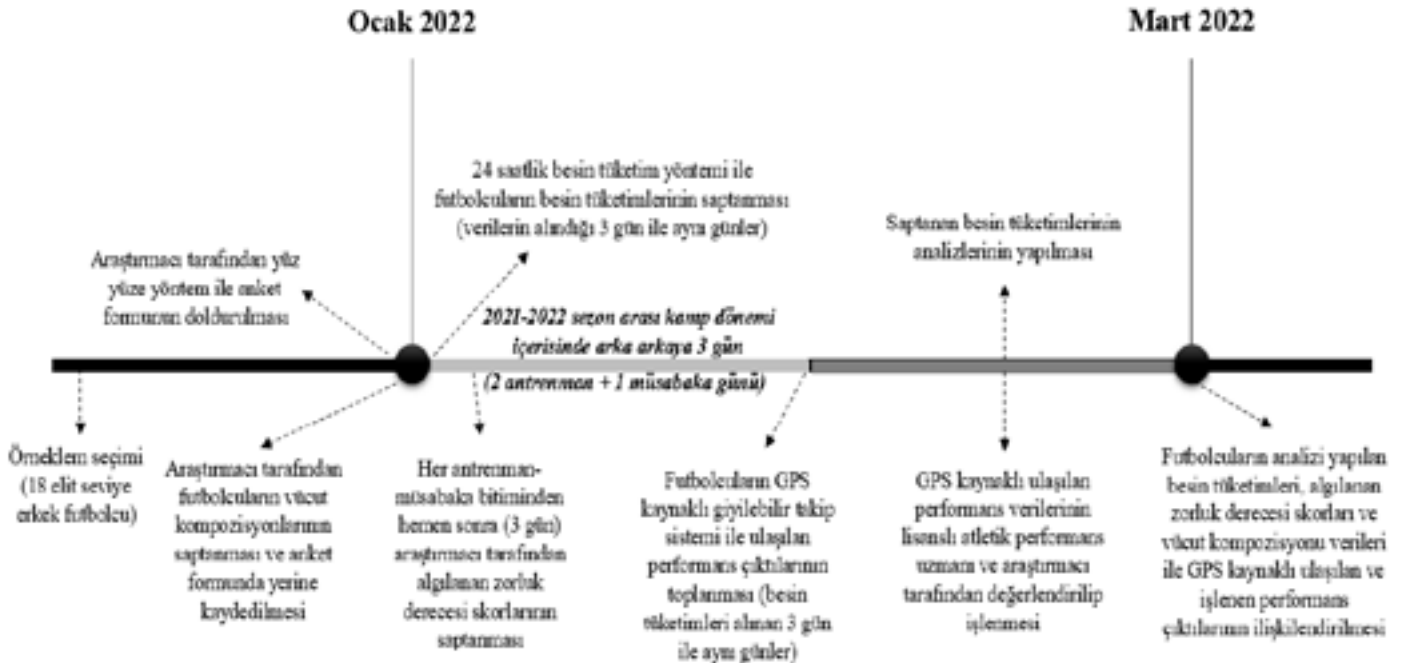 Ocak 2022
Mart 2022
24 saatlik besin tüketim yöntemi ile
futbolcuların besin tüketimlerinin saptanması
(verilerin alındığı 3 gün ile aynı günler)
Saptanan besin tüketimlerinin
analizlerinin yapılması
Araştırmacı tarafından yüz
yüze yöntem ile anket
formunun doldurulması
2021-2022 sezon arası kamp dönemi
içerisinde arka arkaya 3 gün
(2 antrenman + 1 müsabaka günü)
Örneklem seçimi
(18 elit seviye
erkek futbolcu)
Araştırmacı tarafından
futbolcuların vücut
kompozisyonlarının
saptanması ve anket
formunda yerine
kaydedilmesi
Her antrenman-
müsabaka bitiminden
hemen sonra (3 gün)
araştırmacı tarafından
algılanan zorluk
derecesi skorlarının
saptanması
Futbolcuların GPS
kaynaklı giyilebilir takip
sistemi ile ulaşılan
performans çıktılarının
toplanması (besin
tüketimleri alınan 3 gün
ile aynı günler)
GPS kaynaklı ulaşılan
performans verilerinin
lisanslı atletik performans
uzmanı ve araştırmacı
tarafından değerlendirilip
işlenmesi
Futbolcuların analizi yapılan
besin tüketimleri, algılanan
zorluk derecesi skorları ve
vücut kompozisyonu verileri
ile GPS kaynaklı ulaşılan ve
işlenen performans
çıktılarının ilişkilendirilmesi